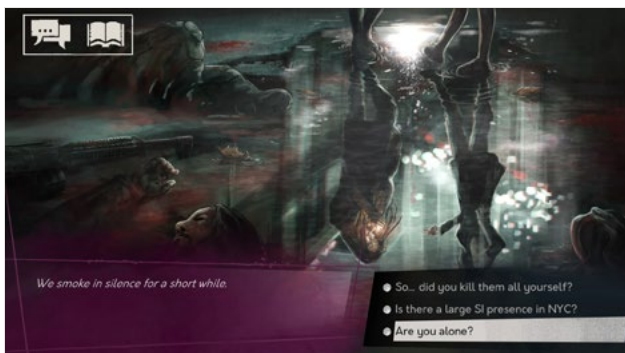 We smoke in silence for a short while.
So... did you kill them all yourself?
Is there a large SI presence in NYC?
Are you alone?